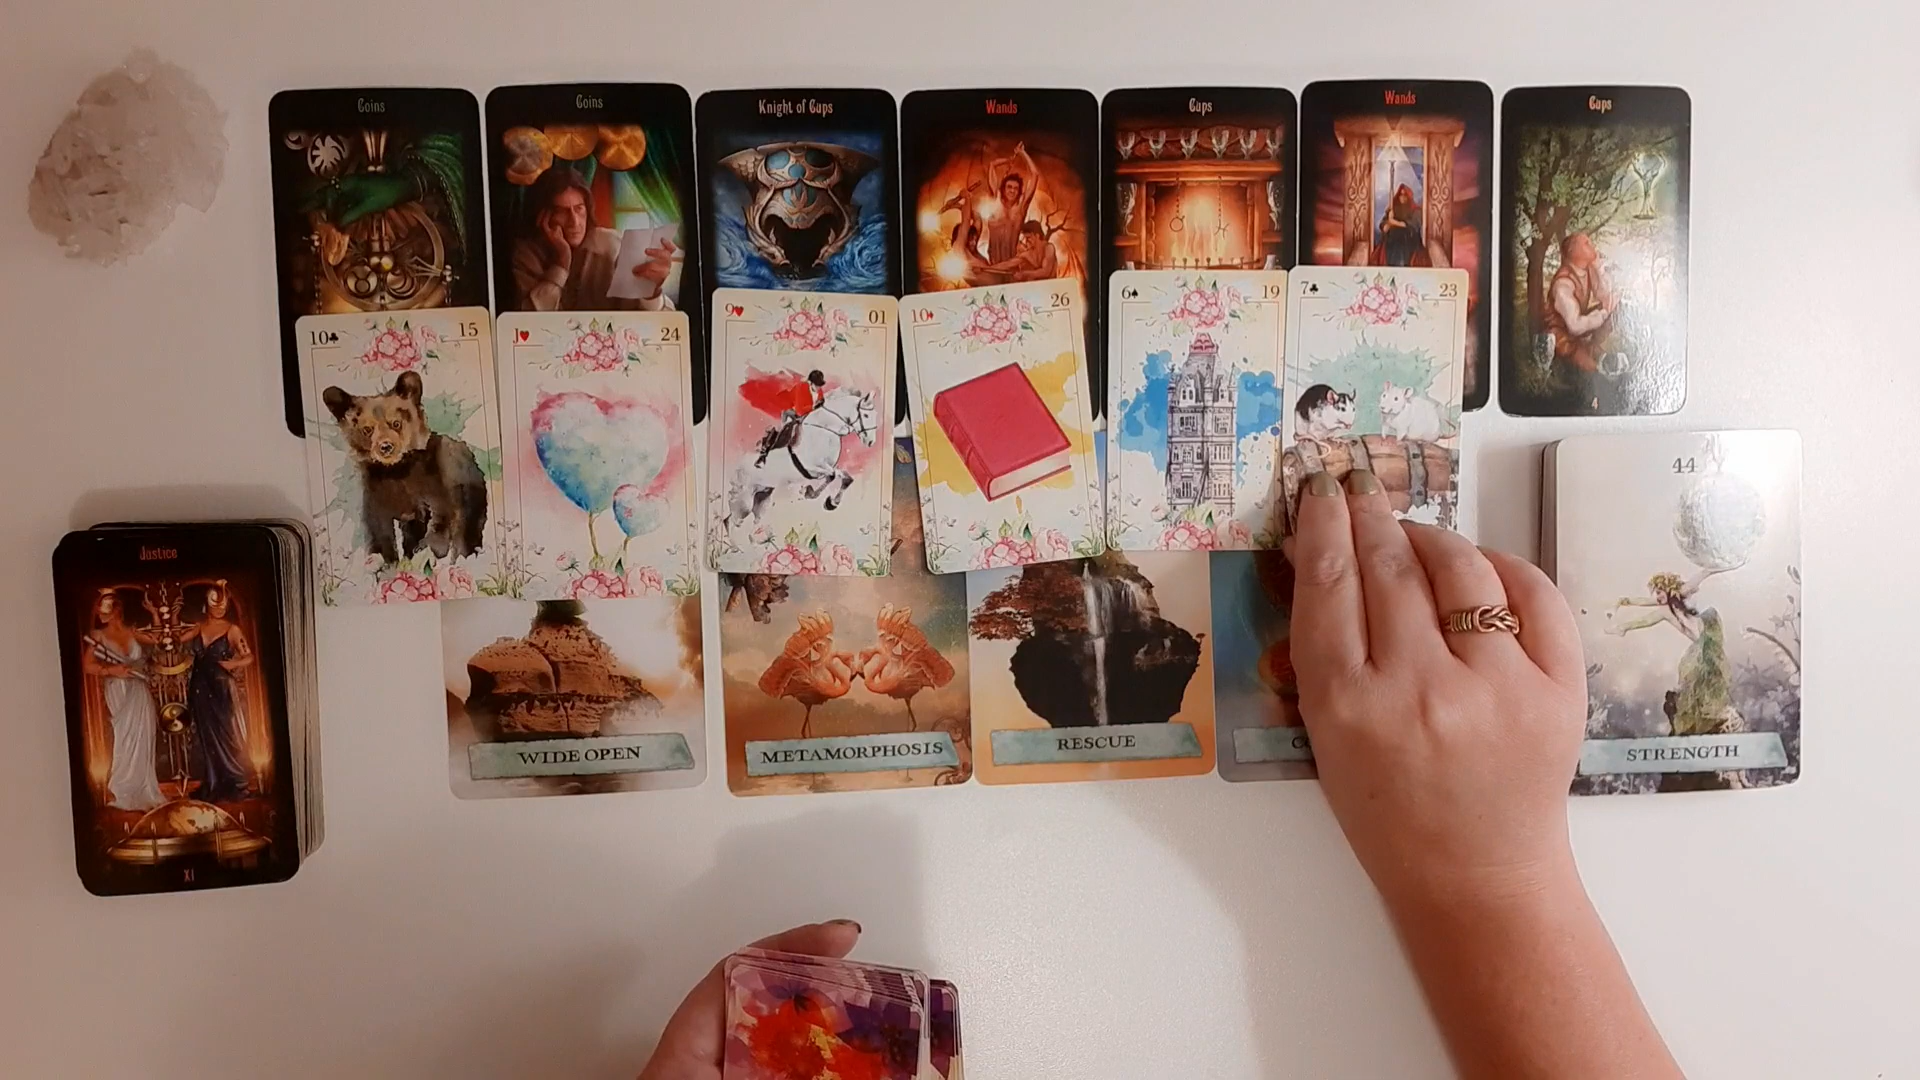 Coins
Coins
Knight of Cups
Wands
Cups
Wands
Cups
4
10♣ 15
J♥ 24
9♥ 01
10♦ 26
6♠ 19
7♣ 23
44
Justice
XI
WIDE OPEN
METAMORPHOSIS
RESCUE
STRENGTH